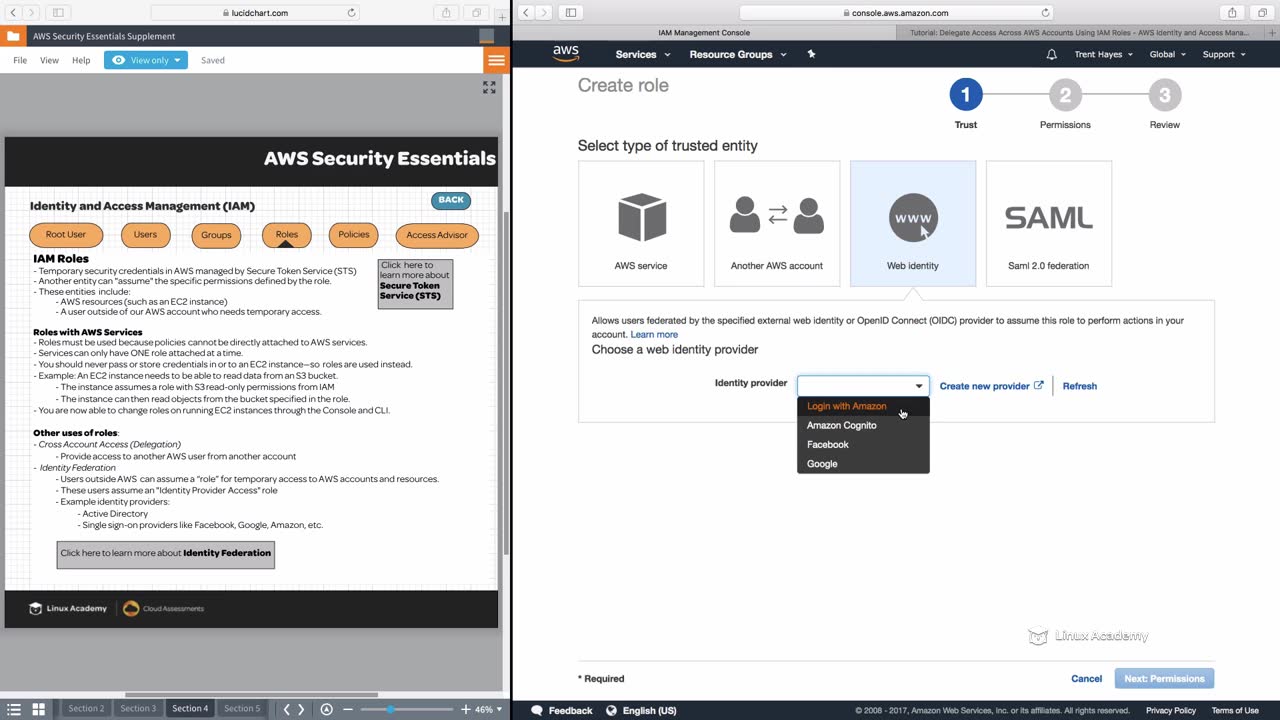 lucidchart.com
AWS Security Essentials Supplement
File View Help View only Saved
AWS Security Essentials
Identity and Access Management (IAM)
BACK
Root User Users Groups Roles Policies Access Advisor
IAM Roles
- Temporary security credentials in AWS managed by Secure Token Service (STS)
- Another entity can "assume" the specific permissions defined by the role.
- These entities include:
- AWS resources (such as an EC2 instance)
- A user outside of our AWS account who needs temporary access.
Click here to
learn more about
Secure Token
Service (STS)
Roles with AWS Services
- Roles must be used because policies cannot be directly attached to AWS services.
- Services can only have ONE role attached at a time.
- You should never pass or store credentials in or to an EC2 instance—so roles are used instead.
- Example: An EC2 instance needs to be able to read data from an S3 bucket.
- The instance assumes a role with S3 read-only permissions from IAM
- The instance can then read objects from the bucket specified in the role.
- You are now able to change roles on running EC2 instances through the Console and CLI.
Other uses of roles:
- Cross Account Access (Delegation)
- Provide access to another AWS user from another account
- Identity Federation
- Users outside AWS can assume a "role" for temporary access to AWS accounts and resources.
- These users assume an "Identity Provider Access" role
- Example identity providers:
- Active Directory
- Single sign-on providers like Facebook, Google, Amazon, etc.
Click here to learn more about Identity Federation
Linux Academy Cloud Assessments
Section 2 Section 3 Section 4 Section 5 46%
console.aws.amazon.com
IAM Management Console
Tutorial: Delegate Access Across AWS Accounts Using IAM Roles - AWS Identity and Access Mana...
aws Services Resource Groups Trent Hayes Global Support
Create role
1 2 3
Trust Permissions Review
Select type of trusted entity
www
SAML
AWS service Another AWS account Web identity Saml 2.0 federation
Allows users federated by the specified external web identity or OpenID Connect (OIDC) provider to assume this role to perform actions in your
account. Learn more
Choose a web identity provider
Identity provider Create new provider Refresh
Login with Amazon
Amazon Cognito
Facebook
Google
Linux Academy
* Required Cancel Next: Permissions
Feedback English (US) © 2008 - 2017, Amazon Web Services, Inc. or its affiliates. All rights reserved. Privacy Policy Terms of Use